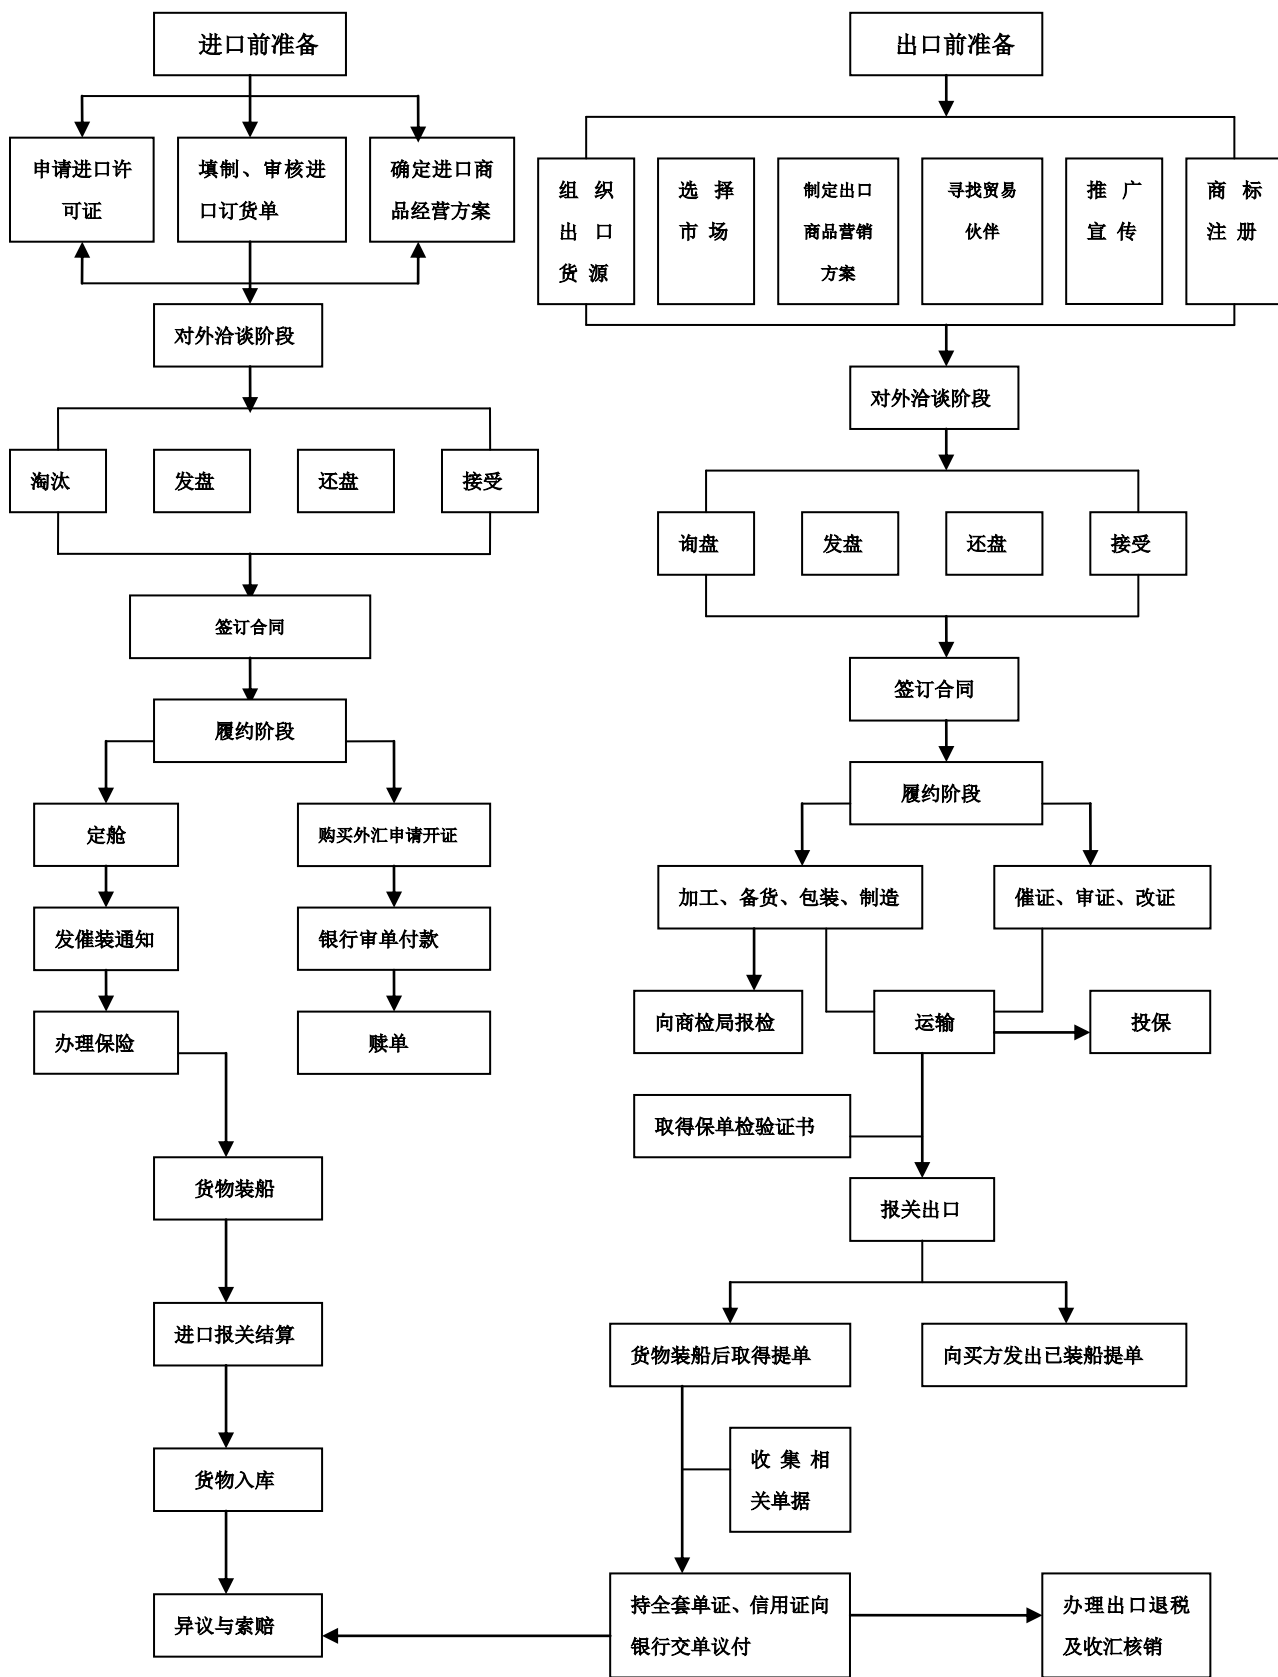 进口前准备
申请进口许
可证
填制、审核进
口订货单
确定进口商
品经营方案
对外洽谈阶段
淘汰
发盘
还盘
接受
签订合同
履约阶段
定舱
购买外汇申请开证
发催装通知
银行审单付款
办理保险
赎单
货物装船
进口报关结算
货物入库
异议与索赔
出口前准备
组织
出口
货源
选择
市场
制定出口
商品营销
方案
寻找贸易
伙伴
推广
宣传
商标
注册
对外洽谈阶段
询盘
发盘
还盘
接受
签订合同
履约阶段
加工、备货、包装、制造
催证、审证、改证
向商检局报检
运输
投保
取得保单检验证书
报关出口
货物装船后取得提单
向买方发出已装船提单
收集相
关单据
持全套单证、信用证向
银行交单议付
办理出口退税
及收汇核销